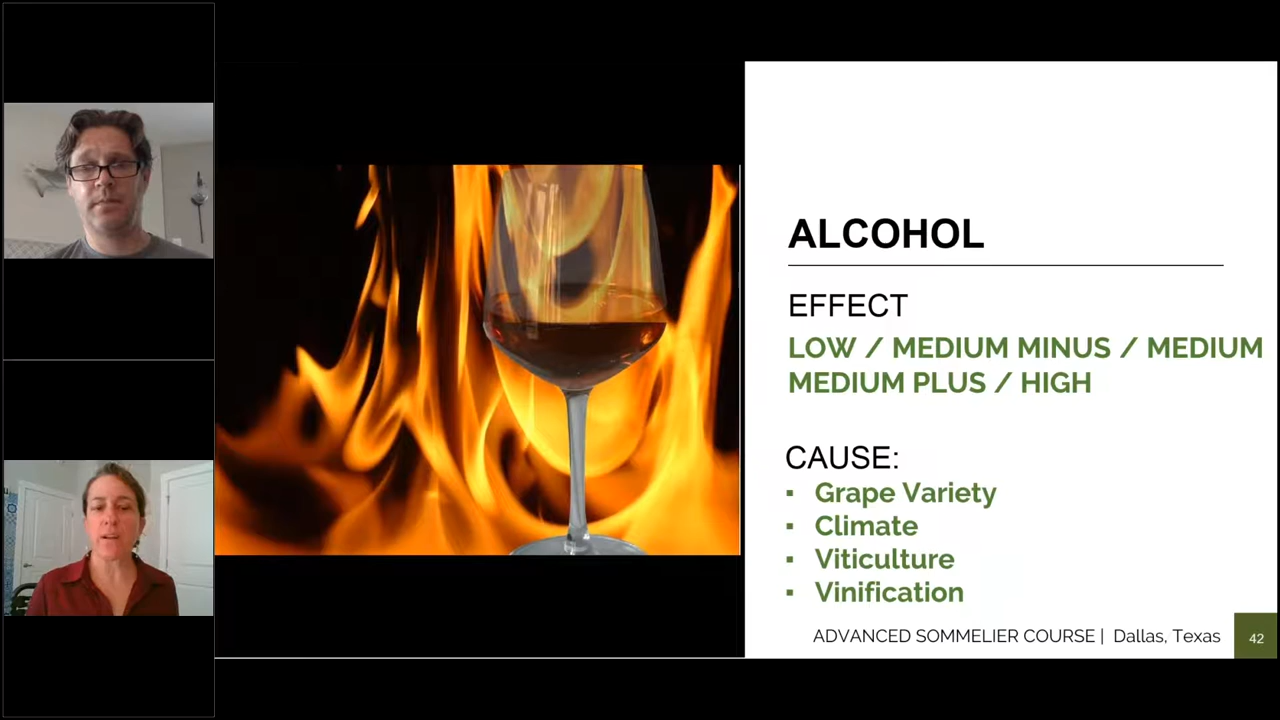 ALCOHOL
EFFECT
LOW / MEDIUM MINUS / MEDIUM
MEDIUM PLUS / HIGH
CAUSE:
▪ Grape Variety
▪ Climate
▪ Viticulture
▪ Vinification
ADVANCED SOMMELIER COURSE | Dallas, Texas
42